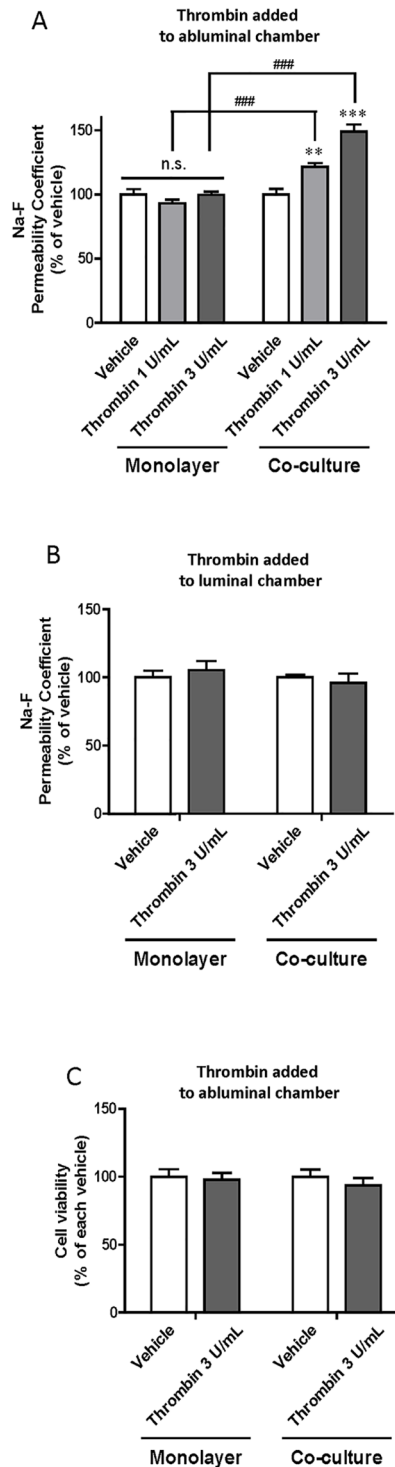 A
Thrombin added
to abluminal chamber
###
###
***
**
n.s.
150
100
50
0
Na-F
Permeability Coefficient
(% of vehicle)
Vehicle
Thrombin 1 U/mL
Thrombin 3 U/mL
Vehicle
Thrombin 1 U/mL
Thrombin 3 U/mL
Monolayer Co-culture
B
Thrombin added
to luminal chamber
150
100
50
0
Na-F
Permeability Coefficient
(% of vehicle)
Vehicle
Thrombin 3 U/mL
Vehicle
Thrombin 3 U/mL
Monolayer Co-culture
C
Thrombin added
to abluminal chamber
150
100
50
0
Cell viability
(% of each vehicle)
Vehicle
Thrombin 3 U/mL
Vehicle
Thrombin 3 U/mL
Monolayer Co-culture